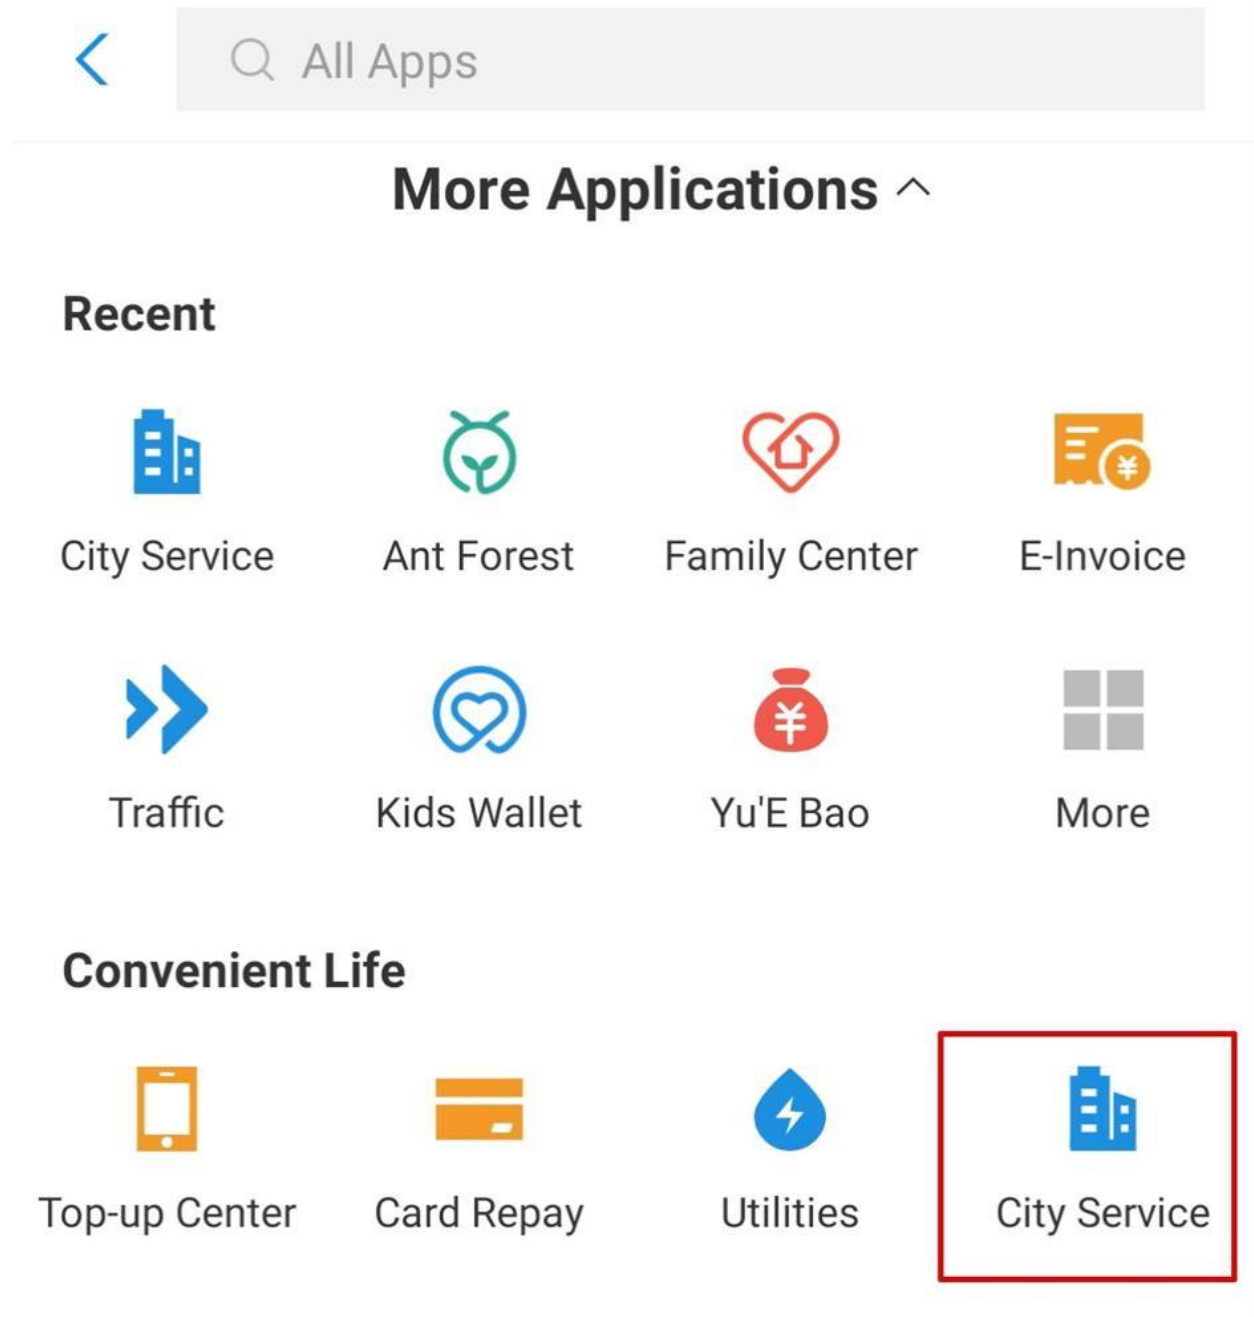 All Apps
More Applications
Recent
City Service
Ant Forest
Family Center
E-Invoice
Traffic
Kids Wallet
Yu'E Bao
More
Convenient Life
Top-up Center
Card Repay
Utilities
City Service